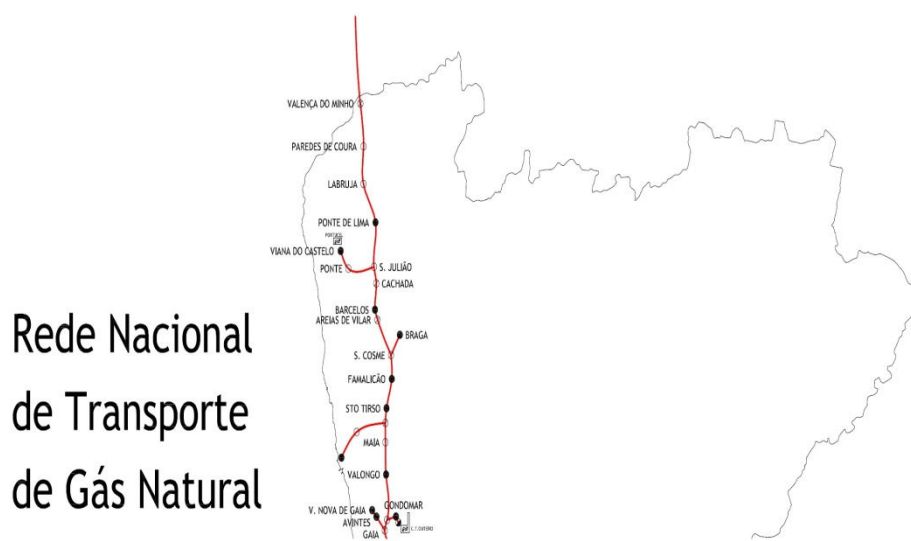 VALENÇA DO MINHO
PAREDES DE COURA
LABRUJA
PONTE DE LIMA
PORTUCEL
VIANA DO CASTELO
PONTE
S. JULIÃO
CACHADA
BARCELOS
AREIAS DE VILAR
BRAGA
S. COSME
FAMALICÃO
STO TIRSO
MAIA
VALONGO
V. NOVA DE GAIA
GONDOMAR
AVINTES
GAIA
Rede Nacional
de Transporte
de Gás Natural